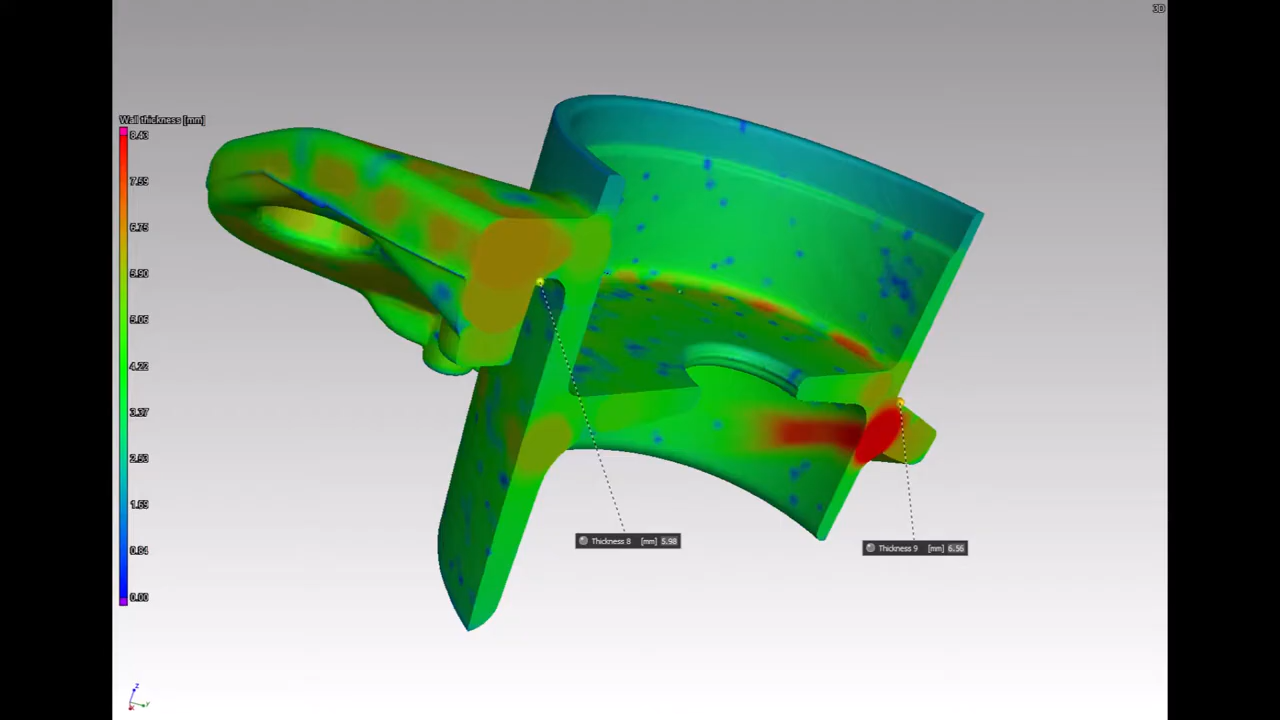 3D
Wall thickness [mm]
8.43
7.59
6.75
5.90
5.06
4.22
3.37
2.53
1.69
0.84
0.00
Thickness 8 [mm] 5.98
Thickness 9 [mm] 6.56
Z
Y
X